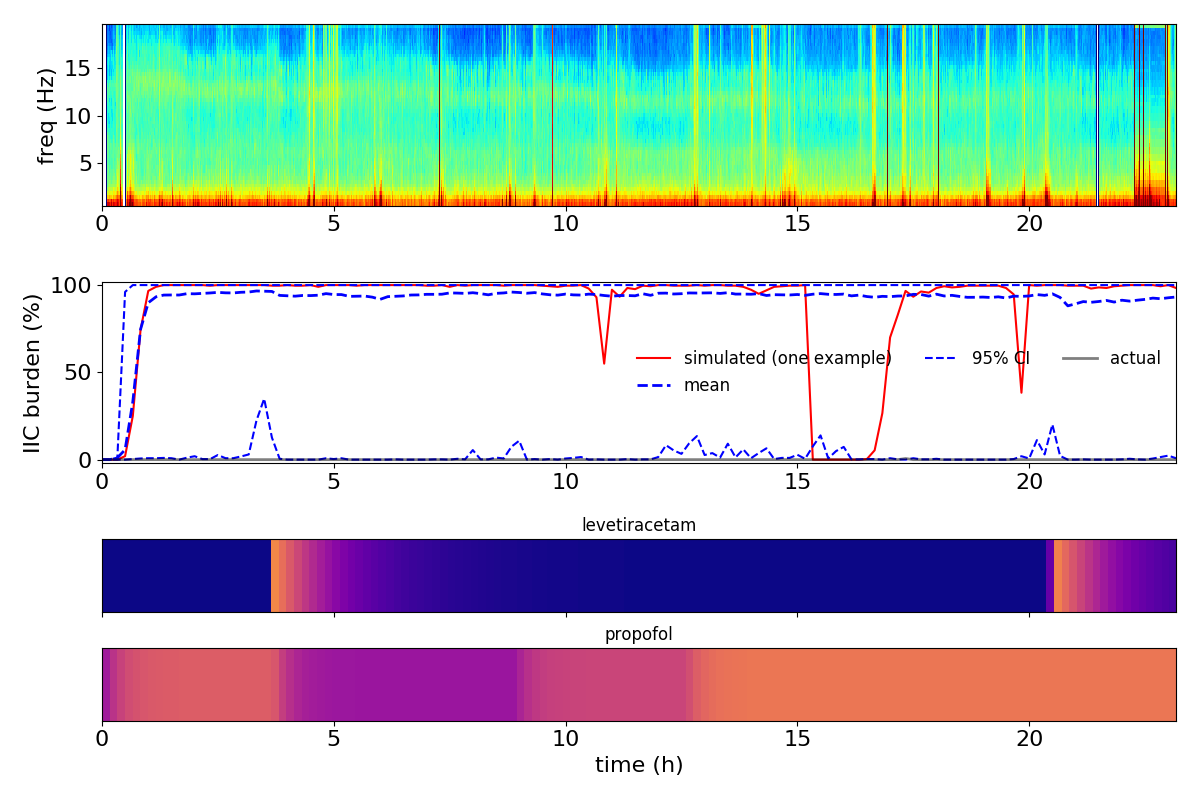 freq (Hz)
15
10
5
0 5 10 15 20
IIC burden (%)
100
50
0
simulated (one example) 95% CI actual
mean
0 5 10 15 20
levetiracetam
propofol
0 5 10 15 20
time (h)